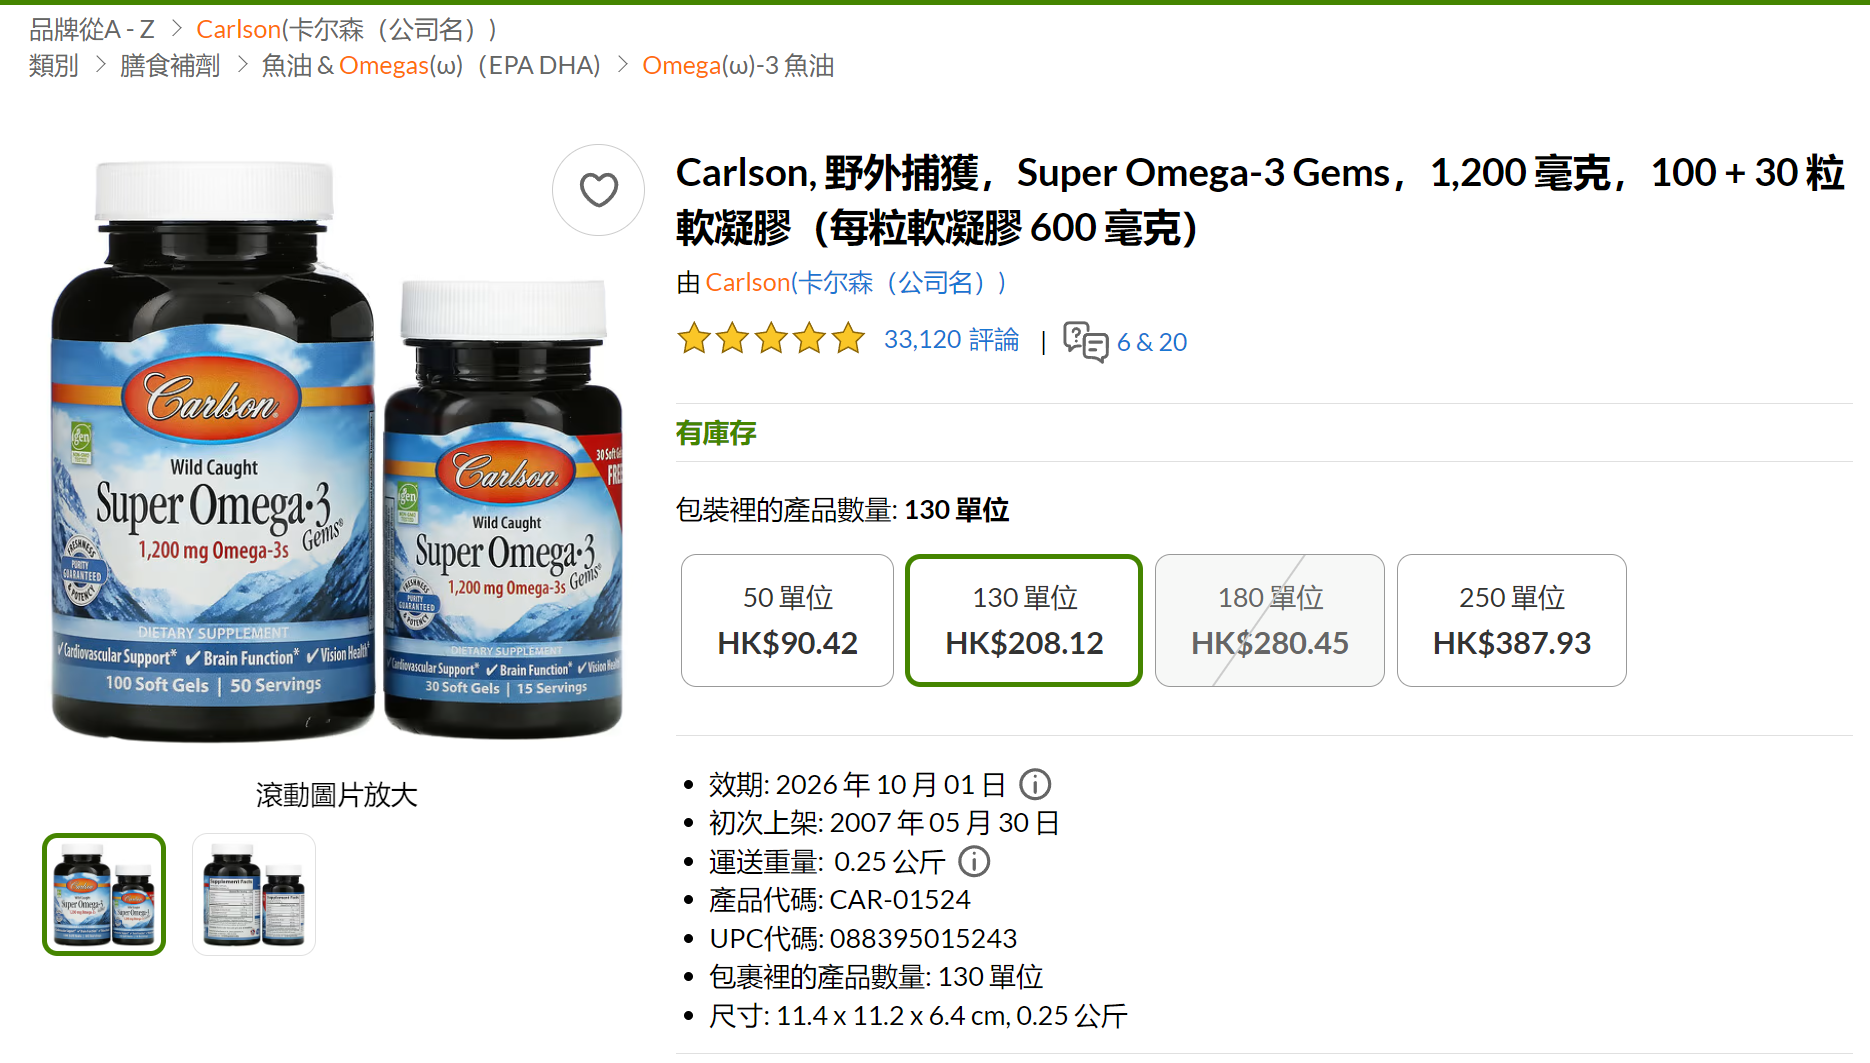 品牌從A - Z > Carlson(卡尔森（公司名）)
類別 > 膳食補劑 > 魚油 & Omegas(ω)（EPA DHA) > Omega(ω)-3 魚油
Carlson, 野外捕獲，Super Omega-3 Gems，1,200 毫克，100 + 30 粒
軟凝膠（每粒軟凝膠 600 毫克）
由 Carlson(卡尔森（公司名）)
33,120 評論 | 6 & 20
有庫存
包裝裡的產品數量: 130 單位
50 單位
HK$90.42
130 單位
HK$208.12
180 單位
HK$280.45
250 單位
HK$387.93
效期: 2026 年 10 月 01 日
初次上架: 2007 年 05 月 30 日
運送重量: 0.25 公斤
產品代碼: CAR-01524
UPC代碼: 088395015243
包裹裡的產品數量: 130 單位
尺寸: 11.4 x 11.2 x 6.4 cm, 0.25 公斤
Carlson
igen
Wild Caught
Super Omega·3
Gems®
1,200 mg Omega-3s
FRESHNESS
PURITY
GUARANTEED
& POTENCY
DIETARY SUPPLEMENT
✓Cardiovascular Support* ✓Brain Function* ✓Vision Health*
100 Soft Gels | 50 Servings
30 Soft Gels
FREE
Carlson
igen
Wild Caught
Super Omega·3
Gems®
1,200 mg Omega-3s
FRESHNESS
PURITY
GUARANTEED
& POTENCY
DIETARY SUPPLEMENT
Cardiovascular Support* ✓Brain Function* ✓Vision Health
30 Soft Gels | 15 Servings
滾動圖片放大